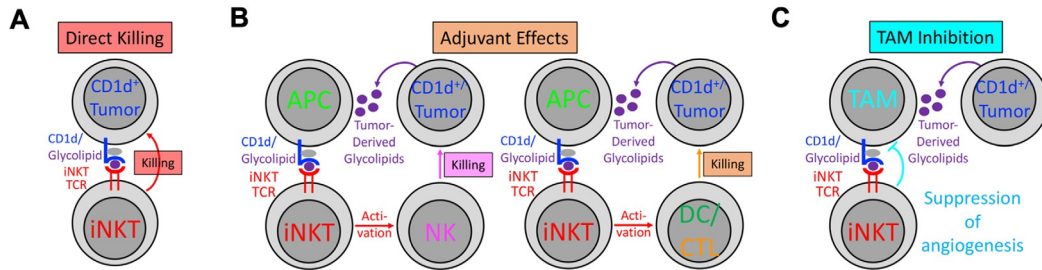 A
Direct Killing
CD1d+
Tumor
CD1d/
Glycolipid
iNKT
TCR
Killing
iNKT
B
Adjuvant Effects
APC
CD1d+/
Tumor
CD1d/
Glycolipid
Tumor-
Derived
Glycolipids
iNKT
TCR
Killing
iNKT
Acti-
vation
NK
APC
CD1d+/
Tumor
CD1d/
Glycolipid
Tumor-
Derived
Glycolipids
iNKT
TCR
Killing
iNKT
Acti-
vation
DC/
CTL
C
TAM Inhibition
TAM
CD1d+/
Tumor
CD1d/
Glycolipid
Tumor-
Derived
Glycolipids
iNKT
TCR
iNKT
Suppression
of
angiogenesis